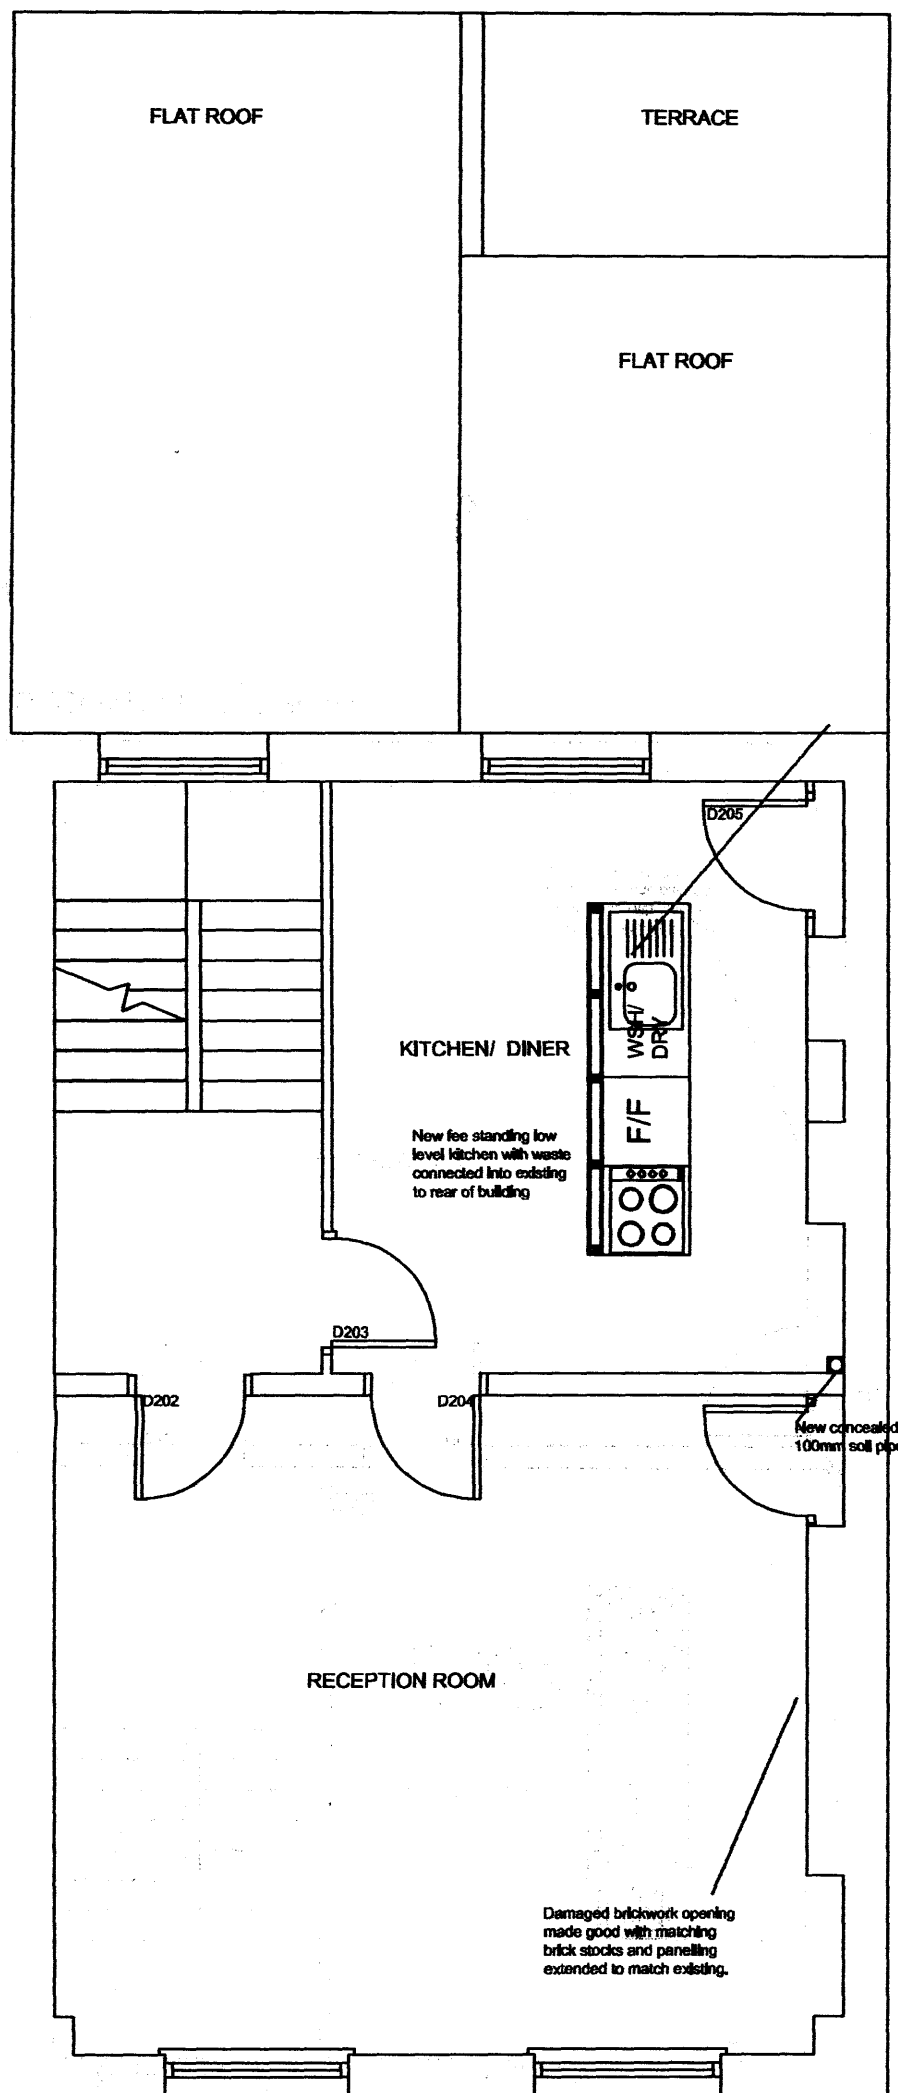 FLAT ROOF
TERRACE
FLAT ROOF
D205
WSH/
DRY
KITCHEN/ DINER
F/F
New fee standing low
level kitchen with waste
connected into existing
to rear of building
D203
D202
D204
New concealed
100mm soil pipe
RECEPTION ROOM
Damaged brickwork opening
made good with matching
brick stocks and panelling
extended to match existing.